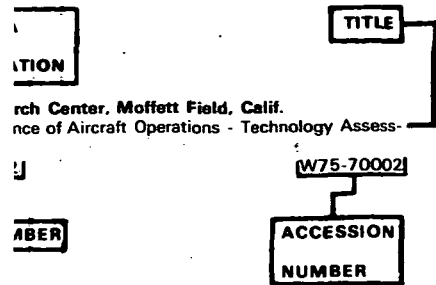 TITLE
ATION
rch Center, Moffett Field, Calif.
nce of Aircraft Operations - Technology Assess-
W75-70002
MBER
ACCESSION
NUMBER